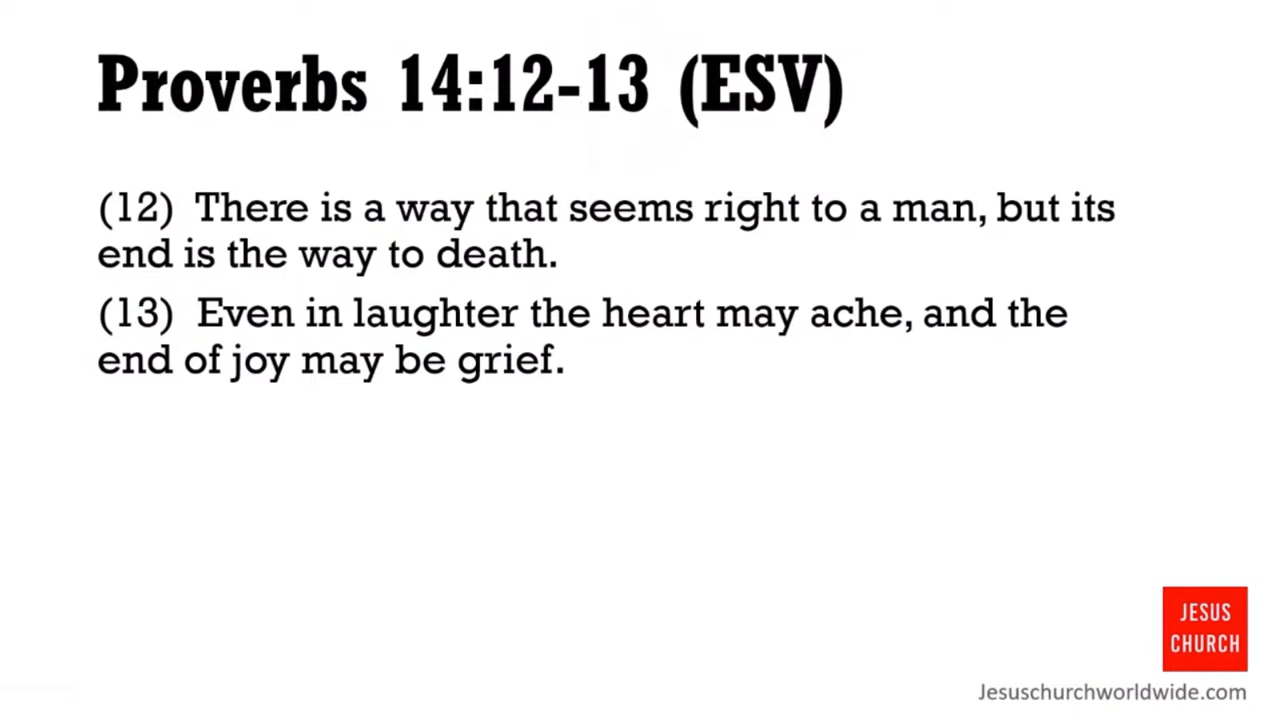 Proverbs 14:12-13 (ESV)
(12) There is a way that seems right to a man, but its
end is the way to death.
(13) Even in laughter the heart may ache, and the
end of joy may be grief.
JESUS
CHURCH
Jesuschurchworldwide.com